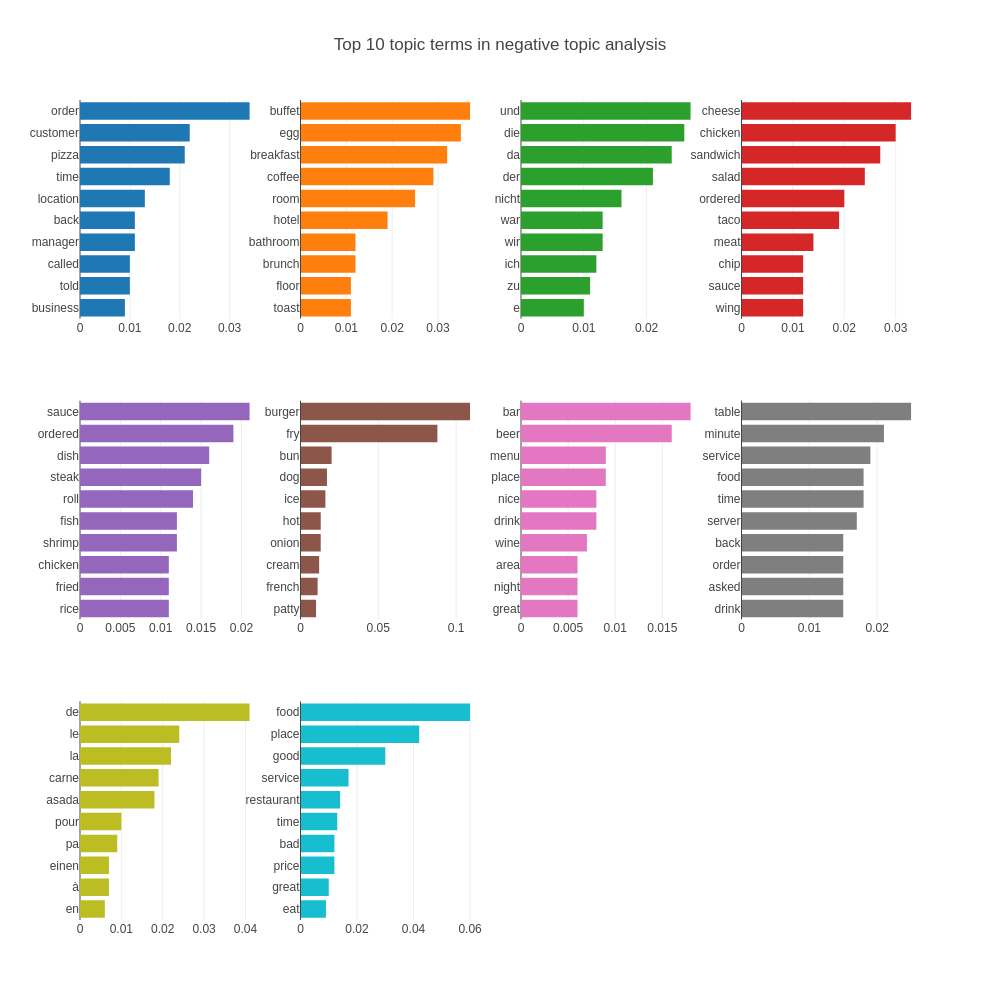 Top 10 topic terms in negative topic analysis
order
customer
pizza
time
location
back
manager
called
told
business
0 0.01 0.02 0.03
buffet
egg
breakfast
coffee
room
hotel
bathroom
brunch
floor
toast
0 0.01 0.02 0.03
und
die
da
der
nicht
war
wir
ich
zu
e
0 0.01 0.02
cheese
chicken
sandwich
salad
ordered
taco
meat
chip
sauce
wing
0 0.01 0.02 0.03
sauce
ordered
dish
steak
roll
fish
shrimp
chicken
fried
rice
0 0.005 0.01 0.015 0.02
burger
fry
bun
dog
ice
hot
onion
cream
french
patty
0 0.05 0.1
bar
beer
menu
place
nice
drink
wine
area
night
great
0 0.005 0.01 0.015
table
minute
service
food
time
server
back
order
asked
drink
0 0.01 0.02
de
le
la
carne
asada
pour
pa
einen
à
en
0 0.01 0.02 0.03 0.04
food
place
good
service
restaurant
time
bad
price
great
eat
0 0.02 0.04 0.06